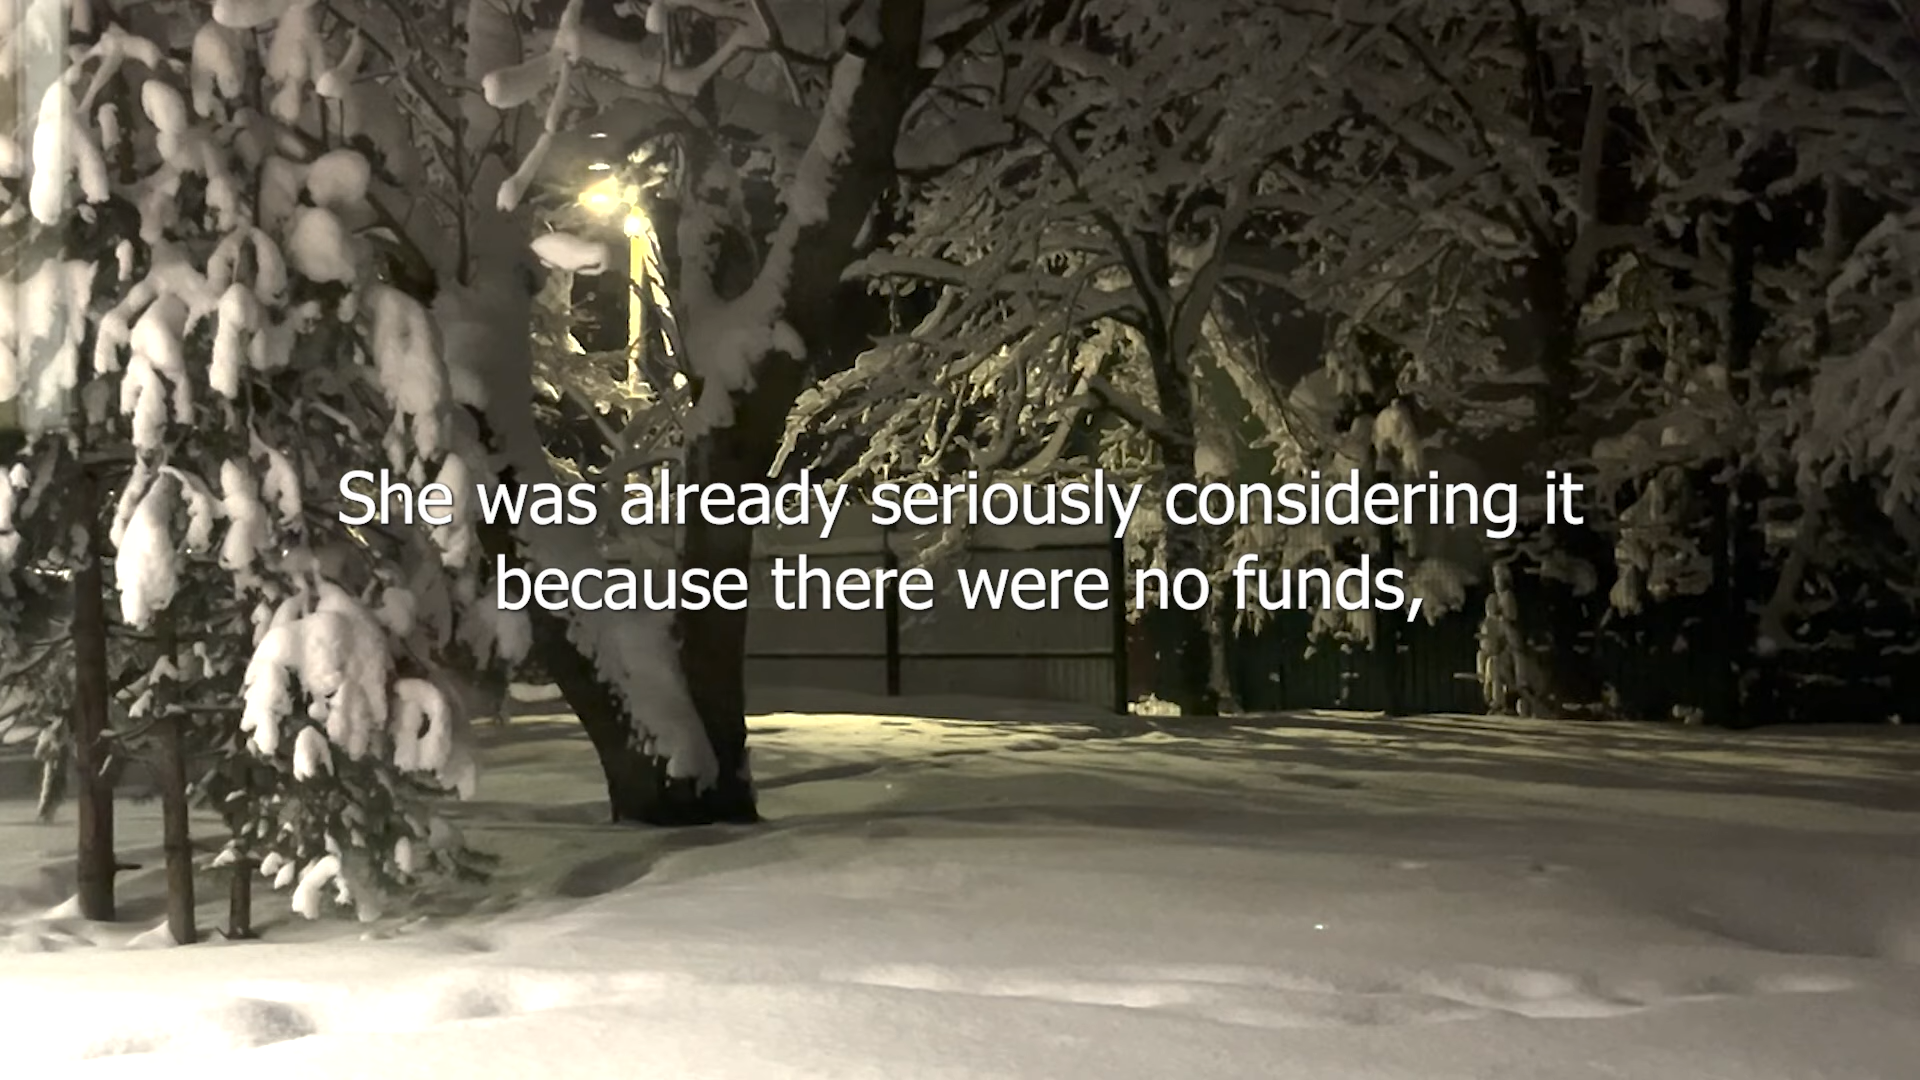 She was already seriously considering it
because there were no funds,